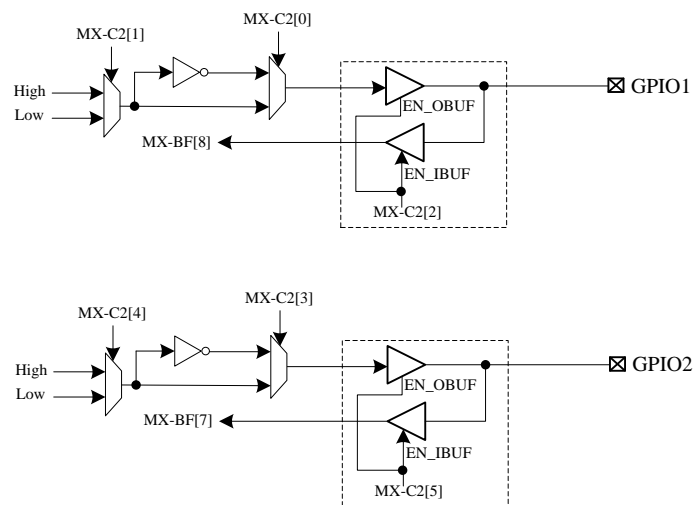 MX-C2[1]
MX-C2[0]
High
Low
GPIO1
EN_OBUF
MX-BF[8]
EN_IBUF
MX-C2[2]
MX-C2[4]
MX-C2[3]
High
Low
GPIO2
EN_OBUF
MX-BF[7]
EN_IBUF
MX-C2[5]